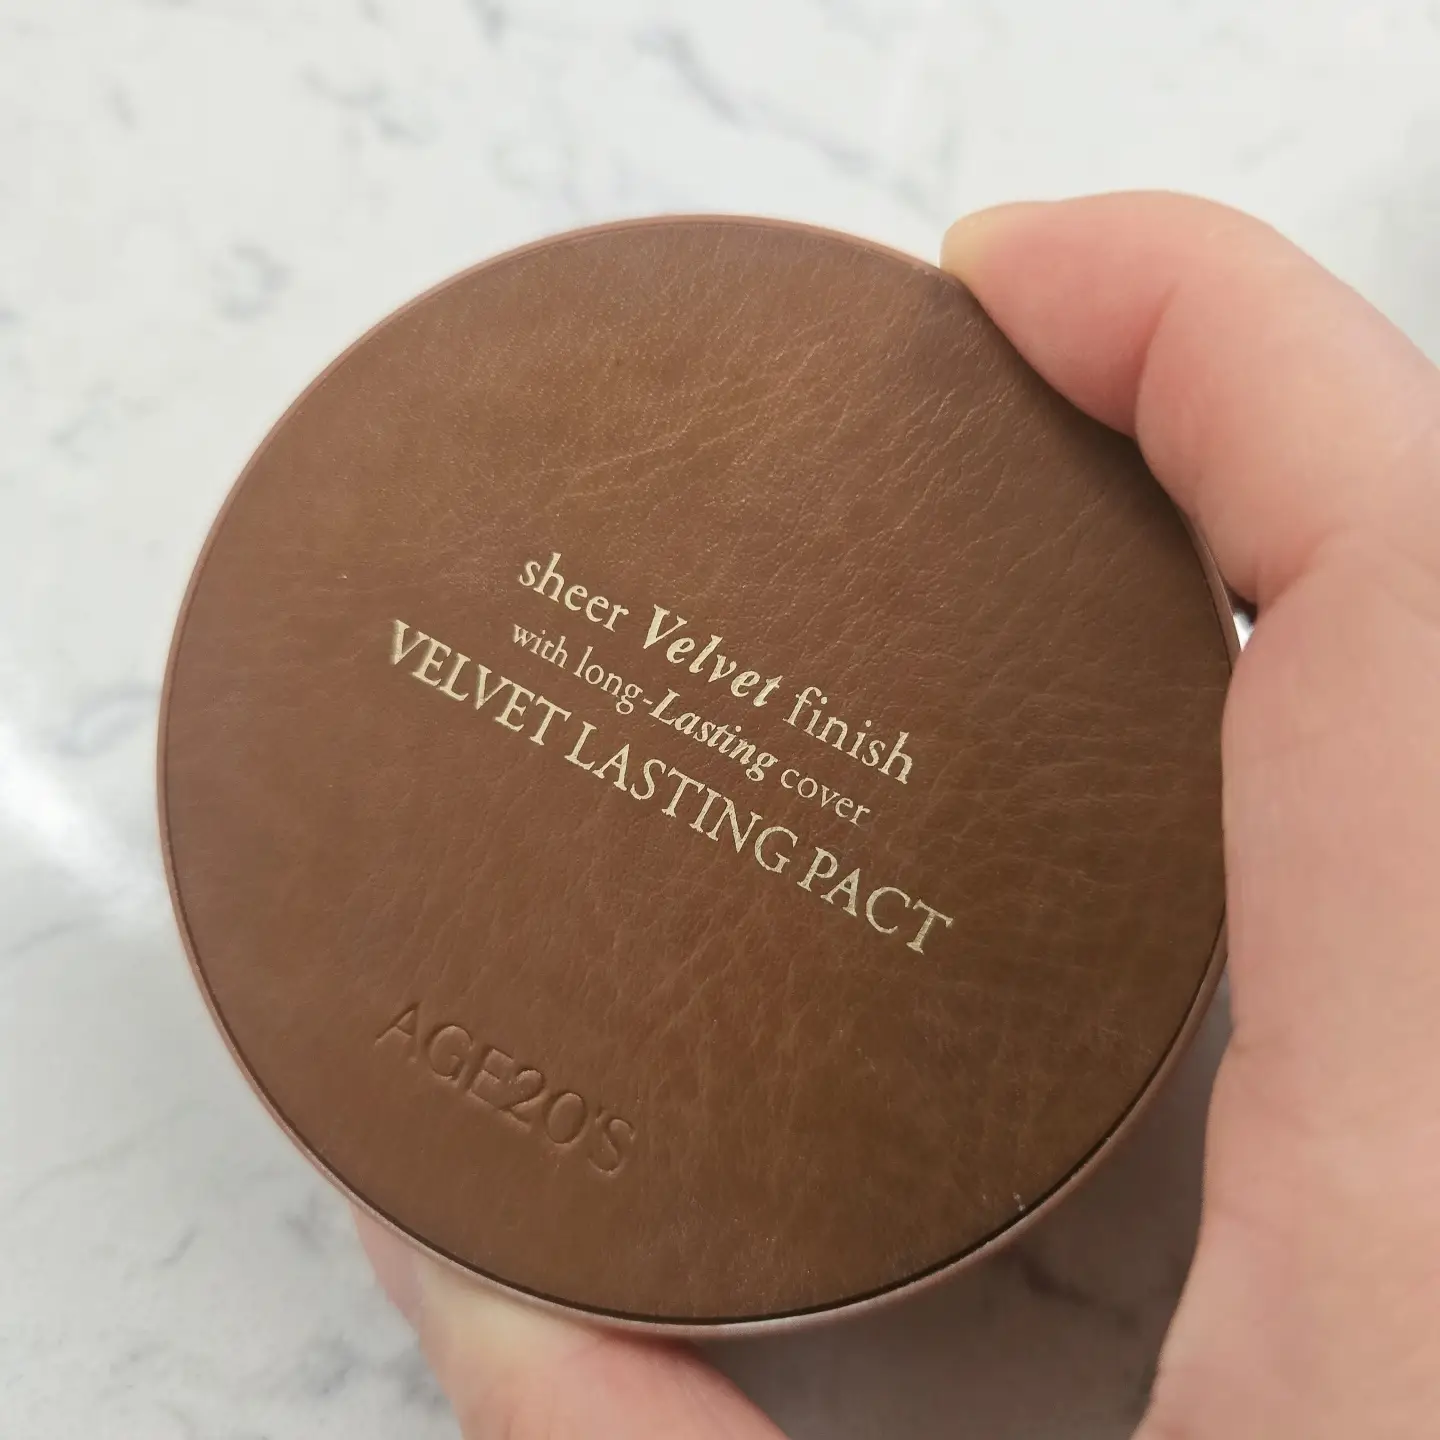 sheer Velvet finish
with long-Lasting cover
VELVET LASTING PACT
AGE20'S